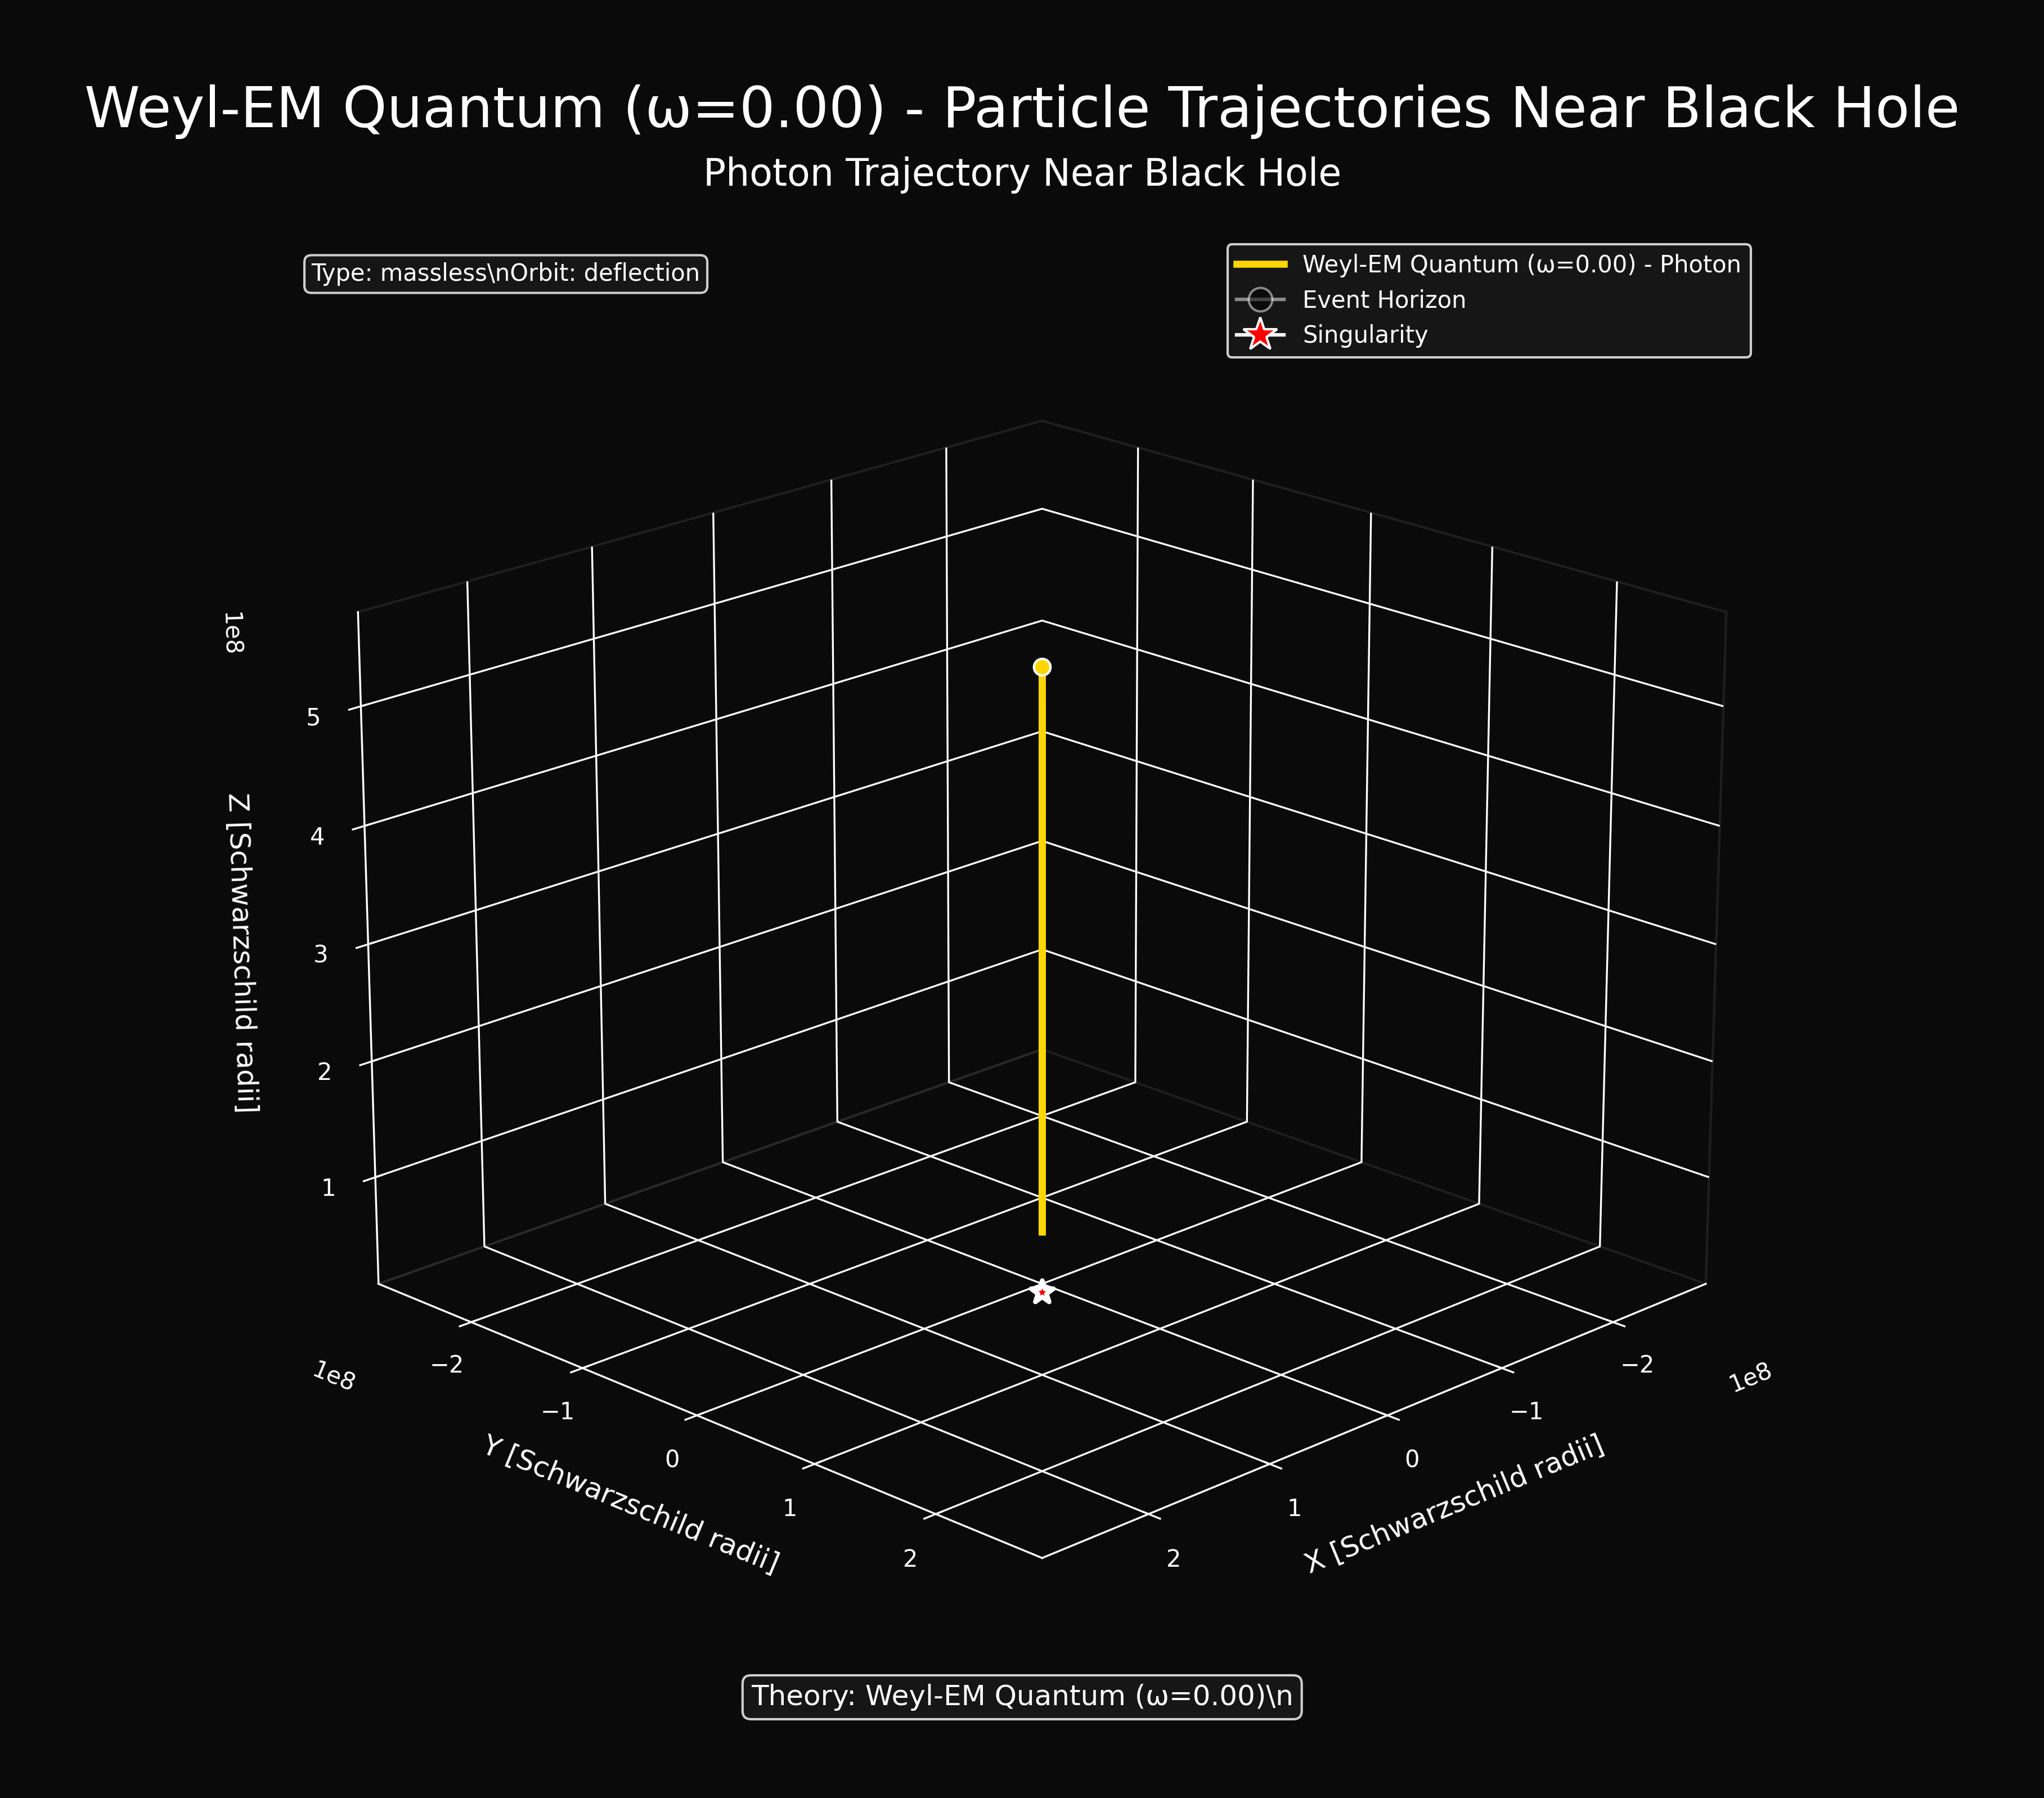 Weyl-EM Quantum (ω=0.00) - Particle Trajectories Near Black Hole
Photon Trajectory Near Black Hole
Type: massless\nOrbit: deflection
Weyl-EM Quantum (ω=0.00) - Photon
Event Horizon
Singularity
1e8
5
4
3
2
1
Z [Schwarzschild radii]
1e8
−2
−1
0
1
2
Y [Schwarzschild radii]
2
1
0
−1
−2
1e8
X [Schwarzschild radii]
Theory: Weyl-EM Quantum (ω=0.00)\n